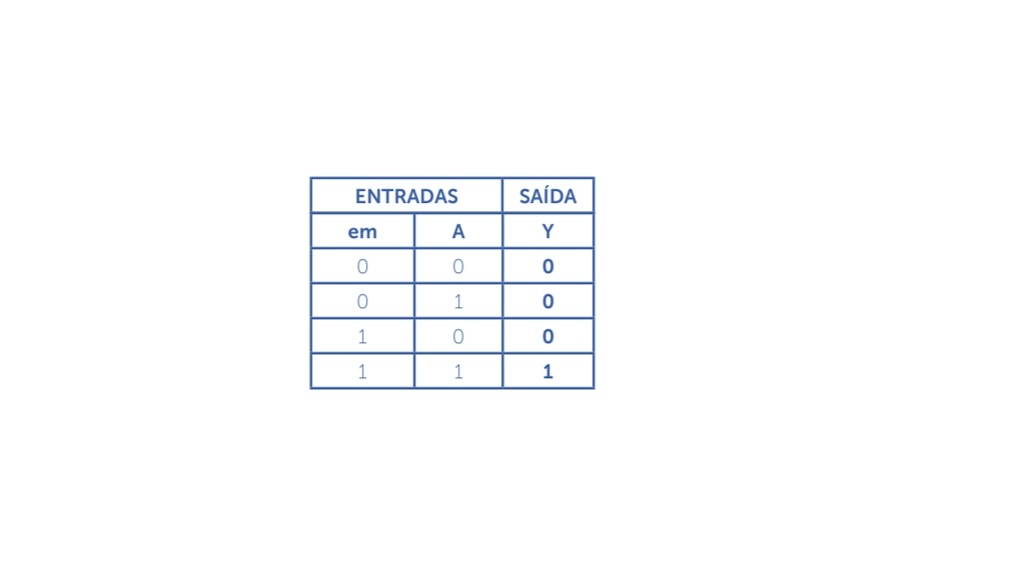 ENTRADAS SAÍDA
em A Y
0 0 0
0 1 0
1 0 0
1 1 1